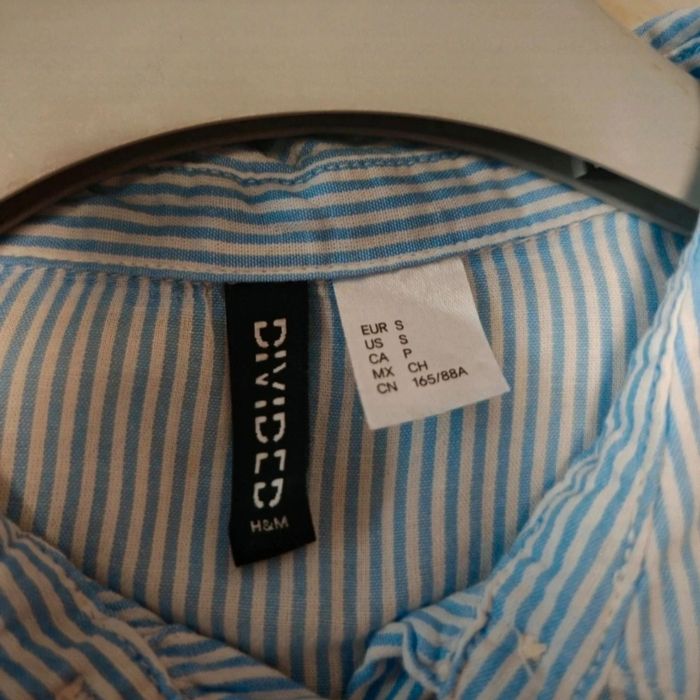 DIVIDED
H&M
EUR S
US S
CA P
MX CH
CN 165/88A